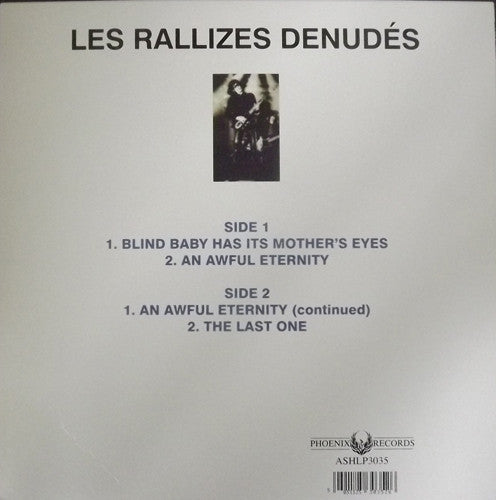 LES RALLIZES DENUDÉS
SIDE 1
1. BLIND BABY HAS ITS MOTHER'S EYES
2. AN AWFUL ETERNITY
SIDE 2
1. AN AWFUL ETERNITY (continued)
2. THE LAST ONE
PHOENIX RECORDS
ASHLP3035